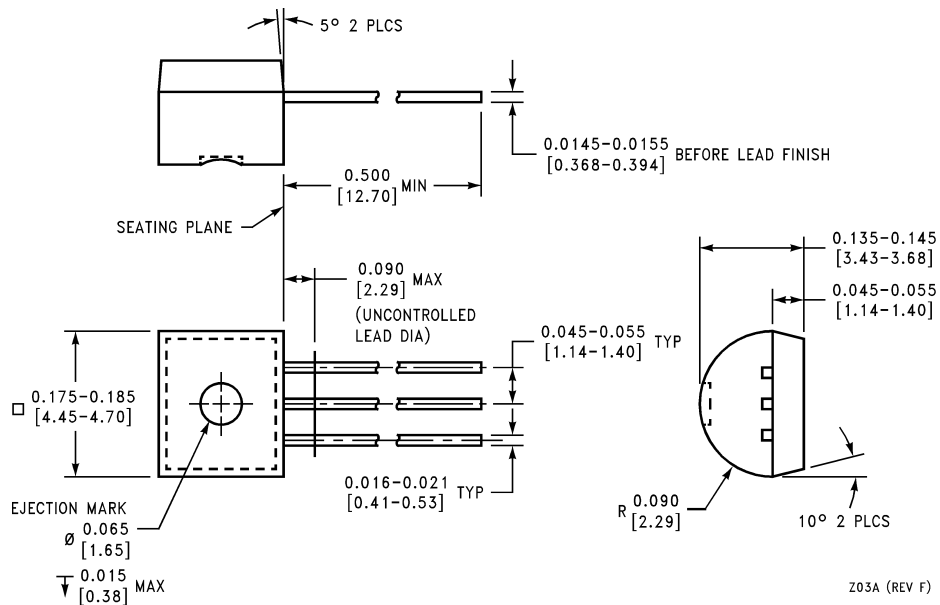 5° 2 PLCS
0.0145–0.0155
[0.368–0.394]
BEFORE LEAD FINISH
0.500
[12.70]
MIN
SEATING PLANE
0.090
[2.29]
MAX
(UNCONTROLLED
LEAD DIA)
0.045–0.055
[1.14–1.40]
TYP
0.135–0.145
[3.43–3.68]
0.045–0.055
[1.14–1.40]
□ 0.175–0.185
[4.45–4.70]
0.016–0.021
[0.41–0.53]
TYP
EJECTION MARK
Ø 0.065
[1.65]
↧ 0.015
[0.38]
MAX
R 0.090
[2.29]
10° 2 PLCS
Z03A (REV F)